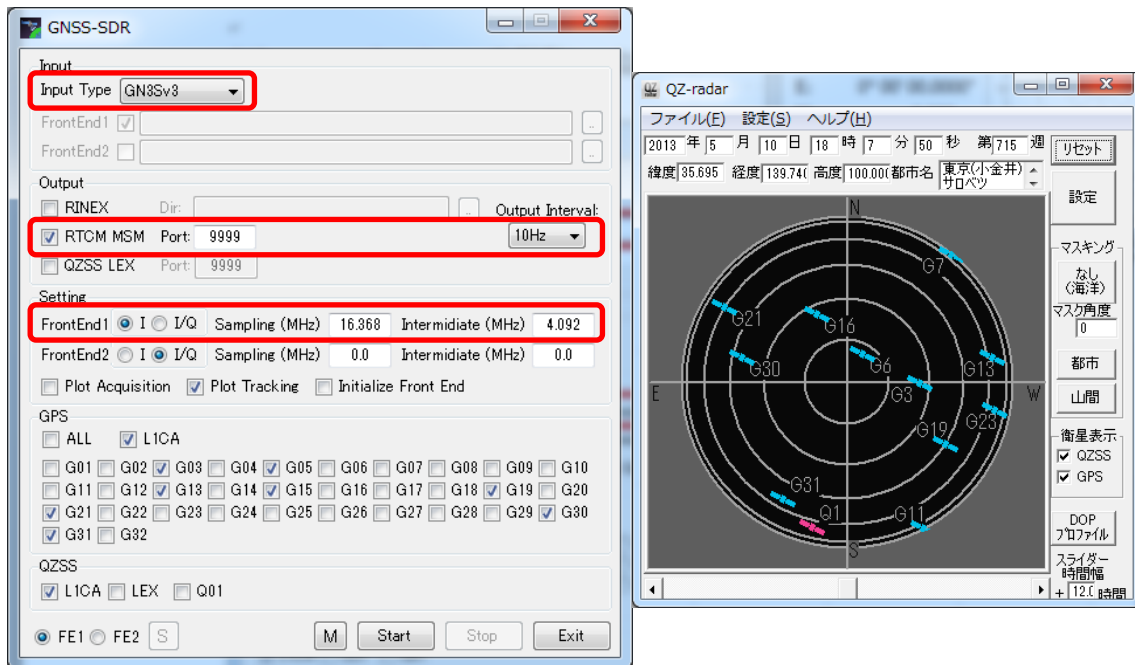 GNSS-SDR
Input
Input Type GN3Sv3
FrontEnd1 ..
FrontEnd2 ..
Output
RINEX Dir: .. Output Interval:
RTCM MSM Port: 9999 10Hz
QZSS LEX Port: 9999
Setting
FrontEnd1 I I/Q Sampling (MHz) 16.368 Intermidiate (MHz) 4.092
FrontEnd2 I I/Q Sampling (MHz) 0.0 Intermidiate (MHz) 0.0
Plot Acquisition Plot Tracking Initialize Front End
GPS
ALL L1CA
G01 G02 G03 G04 G05 G06 G07 G08 G09 G10
G11 G12 G13 G14 G15 G16 G17 G18 G19 G20
G21 G22 G23 G24 G25 G26 G27 G28 G29 G30
G31 G32
QZSS
L1CA LEX Q01
FE1 FE2 S M Start Stop Exit
QZ-radar
ファイル(F) 設定(S) ヘルプ(H)
2013 年 5 月 10 日 18 時 7 分 50 秒 第 715 週
緯度 35.695 経度 139.74( 高度 100.00( 都市名 東京(小金井)
サロベツ
リセット
設定
マスキング
なし
(海洋)
マスク角度
0
都市
山間
衛星表示
QZSS
GPS
DOP
プロファイル
スライダー
時間幅
+ 12.( 時間
N
G7
G21
G16
G30
G6
G13
E
G3
W
G19
G23
G31
Q1
G11
S